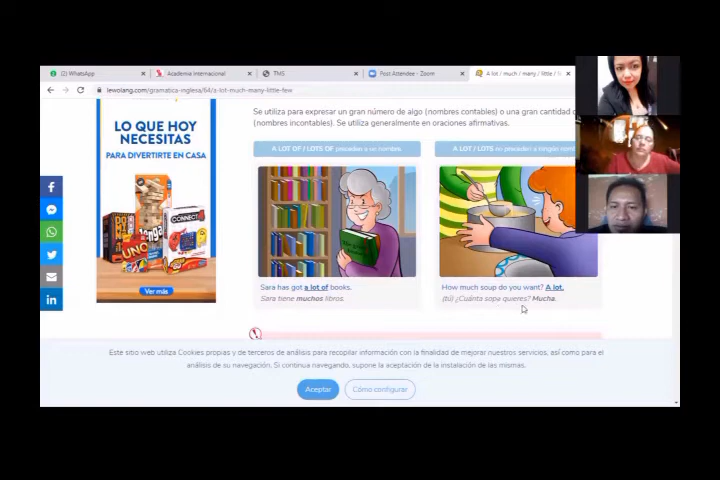 (2) WhatsApp
Academia Internacional
TMS
Post Attendee - Zoom
A lot / much / many / little / f
lewolang.com/gramatica-inglesa/64/a-lot-much-many-little-few
LO QUE HOY
NECESITAS
PARA DIVERTIRTE EN CASA
UNO
Jenga
CONNECT 4
Ver más
Se utiliza para expresar un gran número de algo (nombres contables) o una gran cantidad
(nombres incontables). Se utiliza generalmente en oraciones afirmativas.
A LOT OF / LOTS OF preceden a un nombre
A LOT / LOTS no preceden a ningún
Sara has got a lot of books.
Sara tiene muchos libros.
How much soup do you want? A lot.
(tú) ¿Cuánta sopa quieres? Mucha.
Este sitio web utiliza Cookies propias y de terceros de análisis para recopilar información con la finalidad de mejorar nuestros servicios, así como para el
análisis de su navegación. Si continua navegando, supone la aceptación de la instalación de las mismas.
Aceptar
Cómo configurar